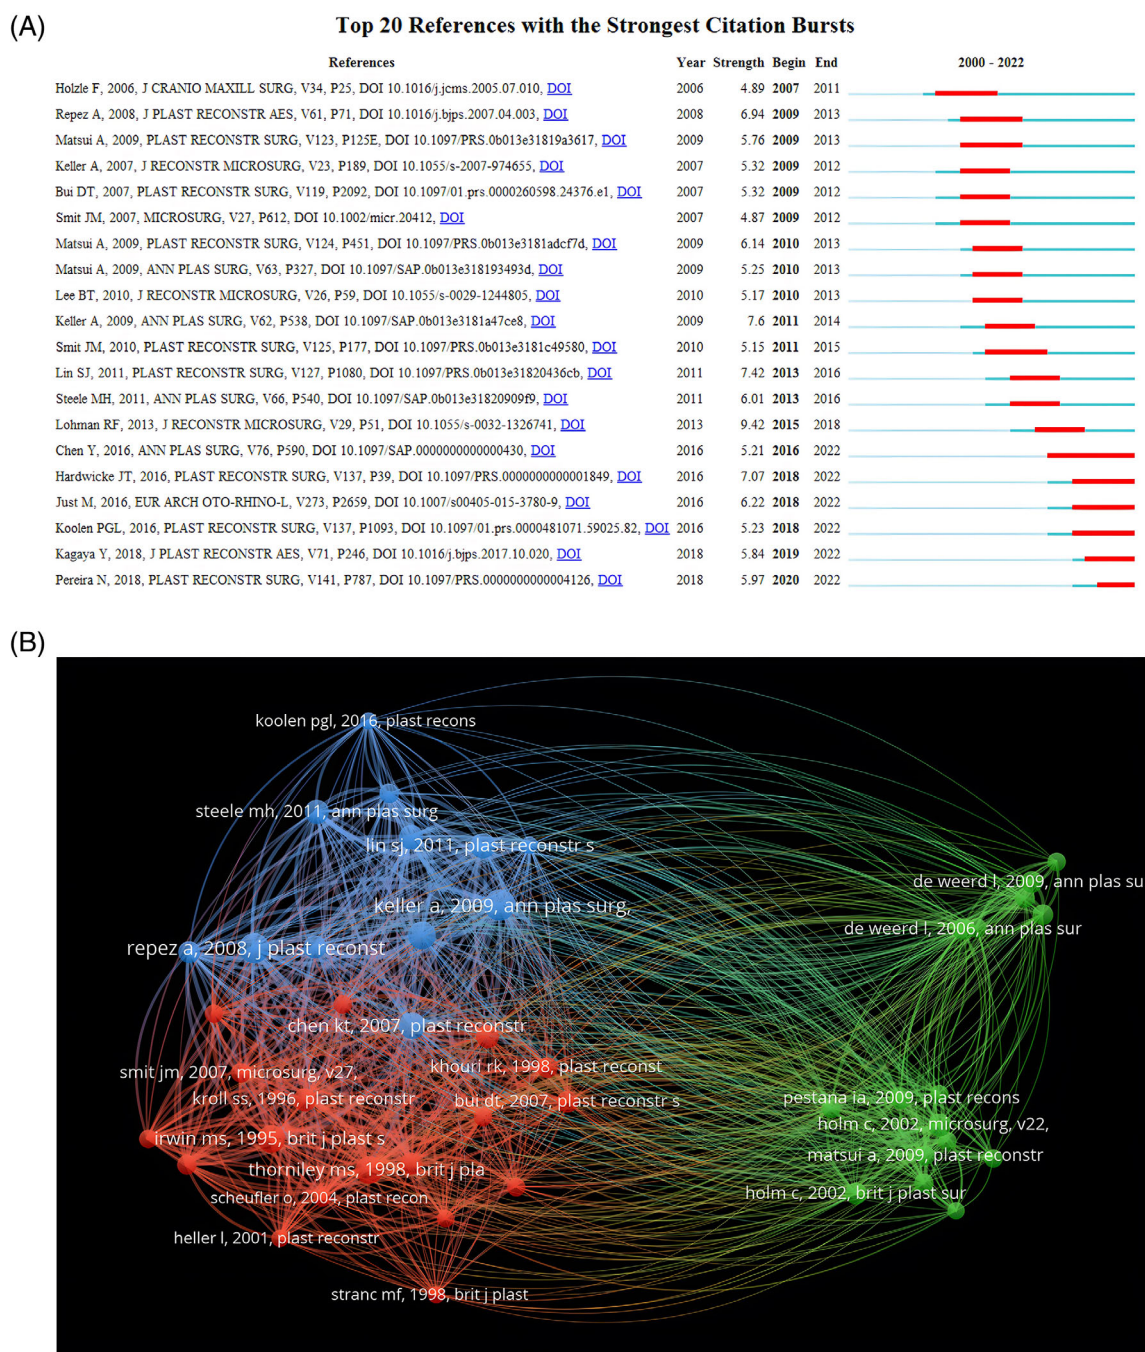 (A)
Top 20 References with the Strongest Citation Bursts
References Year Strength Begin End 2000 - 2022
Holzle F, 2006, J CRANIO MAXILL SURG, V34, P25, DOI 10.1016/j.jcms.2005.07.010, DOI 2006 4.89 2007 2011
Repez A, 2008, J PLAST RECONSTR AES, V61, P71, DOI 10.1016/j.bjps.2007.04.003, DOI 2008 6.94 2009 2013
Matsui A, 2009, PLAST RECONSTR SURG, V123, P125E, DOI 10.1097/PRS.0b013e31819a3617, DOI 2009 5.76 2009 2013
Keller A, 2007, J RECONSTR MICROSURG, V23, P189, DOI 10.1055/s-2007-974655, DOI 2007 5.32 2009 2012
Bui DT, 2007, PLAST RECONSTR SURG, V119, P2092, DOI 10.1097/01.prs.0000260598.24376.e1, DOI 2007 5.32 2009 2012
Smit JM, 2007, MICROSURG, V27, P612, DOI 10.1002/micr.20412, DOI 2007 4.87 2009 2012
Matsui A, 2009, PLAST RECONSTR SURG, V124, P451, DOI 10.1097/PRS.0b013e3181adcf7d, DOI 2009 6.14 2010 2013
Matsui A, 2009, ANN PLAS SURG, V63, P327, DOI 10.1097/SAP.0b013e318193493d, DOI 2009 5.25 2010 2013
Lee BT, 2010, J RECONSTR MICROSURG, V26, P59, DOI 10.1055/s-0029-1244805, DOI 2010 5.17 2010 2013
Keller A, 2009, ANN PLAS SURG, V62, P538, DOI 10.1097/SAP.0b013e3181a47ce8, DOI 2009 7.6 2011 2014
Smit JM, 2010, PLAST RECONSTR SURG, V125, P177, DOI 10.1097/PRS.0b013e3181c49580, DOI 2010 5.15 2011 2015
Lin SJ, 2011, PLAST RECONSTR SURG, V127, P1080, DOI 10.1097/PRS.0b013e31820436cb, DOI 2011 7.42 2013 2016
Steele MH, 2011, ANN PLAS SURG, V66, P540, DOI 10.1097/SAP.0b013e31820909f9, DOI 2011 6.01 2013 2016
Lohman RF, 2013, J RECONSTR MICROSURG, V29, P51, DOI 10.1055/s-0032-1326741, DOI 2013 9.42 2015 2018
Chen Y, 2016, ANN PLAS SURG, V76, P590, DOI 10.1097/SAP.0000000000000430, DOI 2016 5.21 2016 2022
Hardwicke JT, 2016, PLAST RECONSTR SURG, V137, P39, DOI 10.1097/PRS.0000000000001849, DOI 2016 7.07 2018 2022
Just M, 2016, EUR ARCH OTO-RHINO-L, V273, P2659, DOI 10.1007/s00405-015-3780-9, DOI 2016 6.22 2018 2022
Koolen PGL, 2016, PLAST RECONSTR SURG, V137, P1093, DOI 10.1097/01.prs.0000481071.59025.82, DOI 2016 5.23 2018 2022
Kagaya Y, 2018, J PLAST RECONSTR AES, V71, P246, DOI 10.1016/j.bjps.2017.10.020, DOI 2018 5.84 2019 2022
Pereira N, 2018, PLAST RECONSTR SURG, V141, P787, DOI 10.1097/PRS.0000000000004126, DOI 2018 5.97 2020 2022
(B)
koolen pgl, 2016, plast recons
steele mh, 2011, ann plas surg
lin sj, 2011, plast reconstr s
de weerd l, 2009, ann plas su
keller a, 2009, ann plas surg,
de weerd l, 2006, ann plas sur
repez a, 2008, j plast reconst
chen kt, 2007, plast reconstr
khouri rk, 1998, plast reconst
smit jm, 2007, microsurg, v27,
kroll ss, 1996, plast reconstr
bui dt, 2007, plast reconstr s
pestana ia, 2009, plast recons
holm c, 2002, microsurg, v22,
irwin ms, 1995, brit j plast s
matsui a, 2009, plast reconstr
thorniley ms, 1998, brit j pla
holm c, 2002, brit j plast sur
scheufler o, 2004, plast recon
heller l, 2001, plast reconstr
stranc mf, 1998, brit j plast